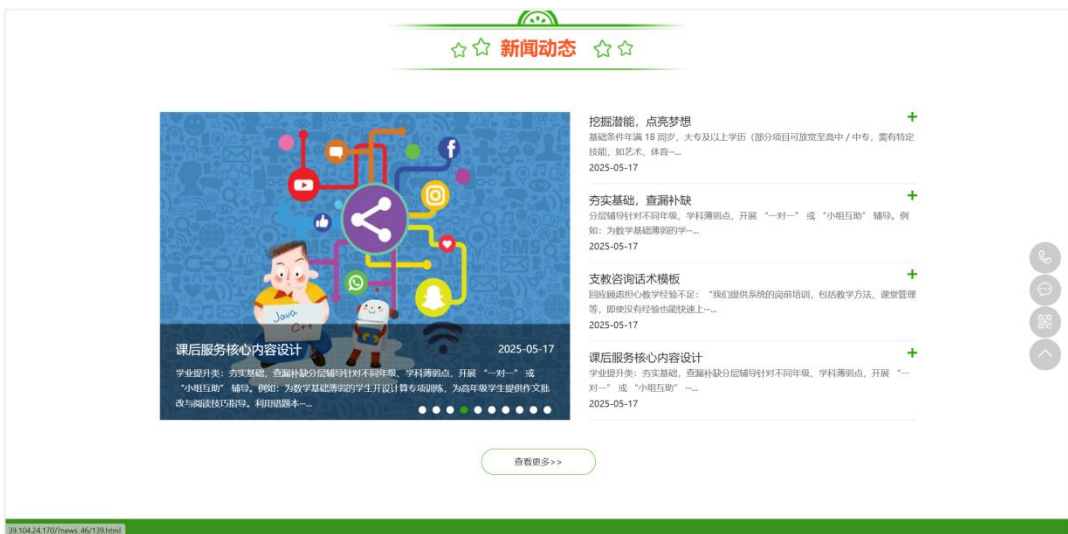 新闻动态
挖掘潜能，点亮梦想
基础条件年满 18 周岁，大专及以上学历（部分项目可放宽至高中 / 中专，需有特定
技能，如艺术、体育…...
2025-05-17
夯实基础，查漏补缺
分层辅导针对不同年级、学科薄弱点，开展 “一对一” 或 “小组互助” 辅导。例
如：为数学基础薄弱的学…...
2025-05-17
支教咨询话术模板
回应顾虑担心教学经验不足： “我们提供系统的岗前培训，包括教学方法、课堂管理
等，即使没有经验也能快速上…...
2025-05-17
课后服务核心内容设计
学业提升类：夯实基础，查漏补缺分层辅导针对不同年级、学科薄弱点，开展 “一
对一” 或 “小组互助” …...
2025-05-17
Java
C++
课后服务核心内容设计 2025-05-17
学业提升类：夯实基础，查漏补缺分层辅导针对不同年级、学科薄弱点，开展 “一对一” 或
“小组互助” 辅导。例如：为数学基础薄弱的学生开设计算专项训练，为高年级学生提供作文批
改与阅读技巧指导。利用错题本…...
查看更多>>
39.104.24.170/?news_46/139.html